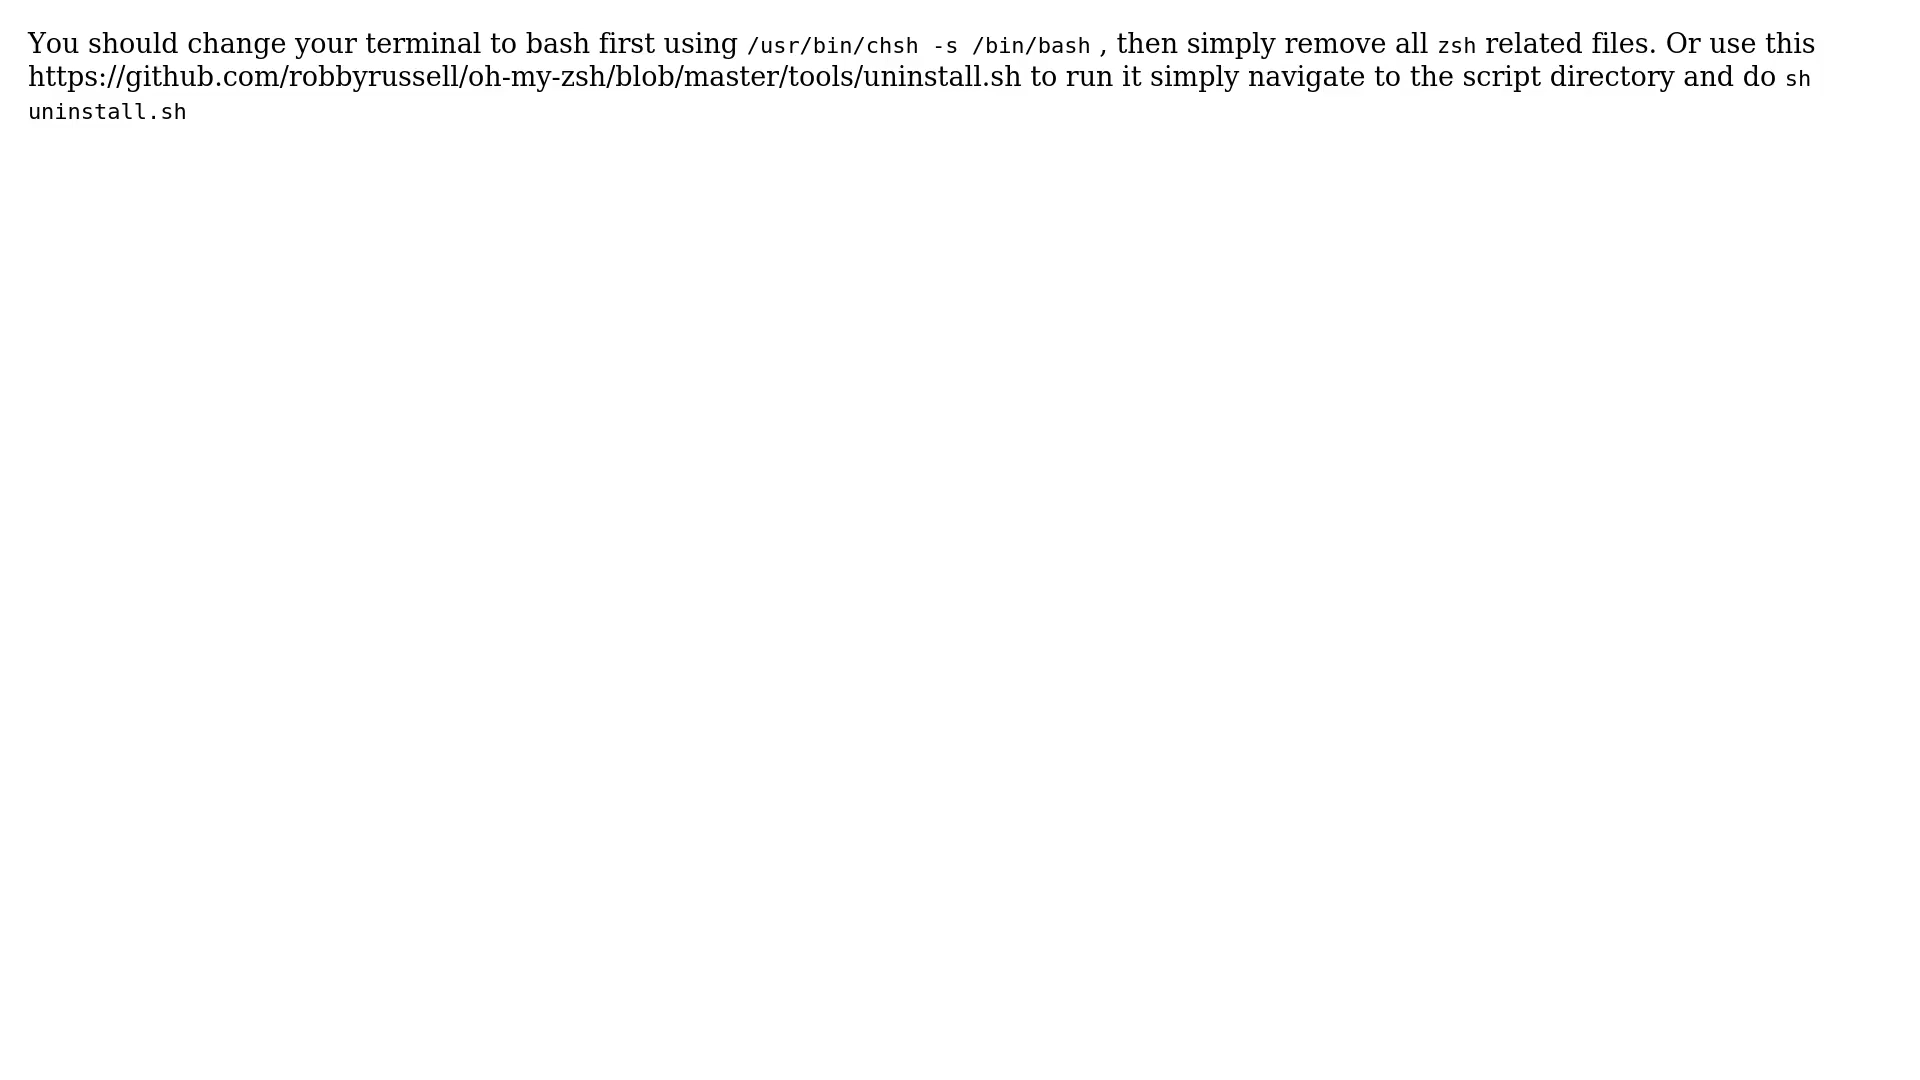 You should change your terminal to bash first using /usr/bin/chsh -s /bin/bash , then simply remove all zsh related files. Or use this
https://github.com/robbyrussell/oh-my-zsh/blob/master/tools/uninstall.sh to run it simply navigate to the script directory and do sh
uninstall.sh